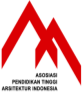 ASOSIASI
PENDIDIKAN TINGGI
ARSITEKTUR INDONESIA